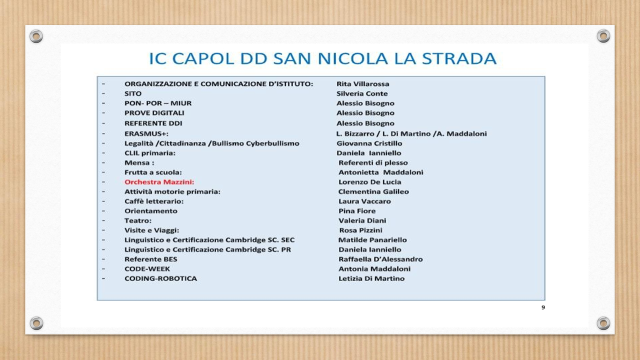 IC CAPOL DD SAN NICOLA LA STRADA
- ORGANIZZAZIONE E COMUNICAZIONE D'ISTITUTO: Rita Villarossa
- SITO Silveria Conte
- PON- POR – MIUR Alessio Bisogno
- PROVE DIGITALI Alessio Bisogno
- REFERENTE DDI Alessio Bisogno
- ERASMUS+: L. Bizzarro / L. Di Martino /A. Maddaloni
- Legalità /Cittadinanza /Bullismo Cyberbullismo Giovanna Cristillo
- CLIL primaria: Daniela Ianniello
- Mensa : Referenti di plesso
- Frutta a scuola: Antonietta Maddaloni
- Orchestra Mazzini: Lorenzo De Lucia
- Attività motorie primaria: Clementina Galileo
- Caffè letterario: Laura Vaccaro
- Orientamento Pina Fiore
- Teatro: Valeria Diani
- Visite e Viaggi: Rosa Pizzini
- Linguistico e Certificazione Cambridge SC. SEC Matilde Panariello
- Linguistico e Certificazione Cambridge SC. PR Daniela Ianniello
- Referente BES Raffaella D'Alessandro
- CODE-WEEK Antonia Maddaloni
- CODING-ROBOTICA Letizia Di Martino
9